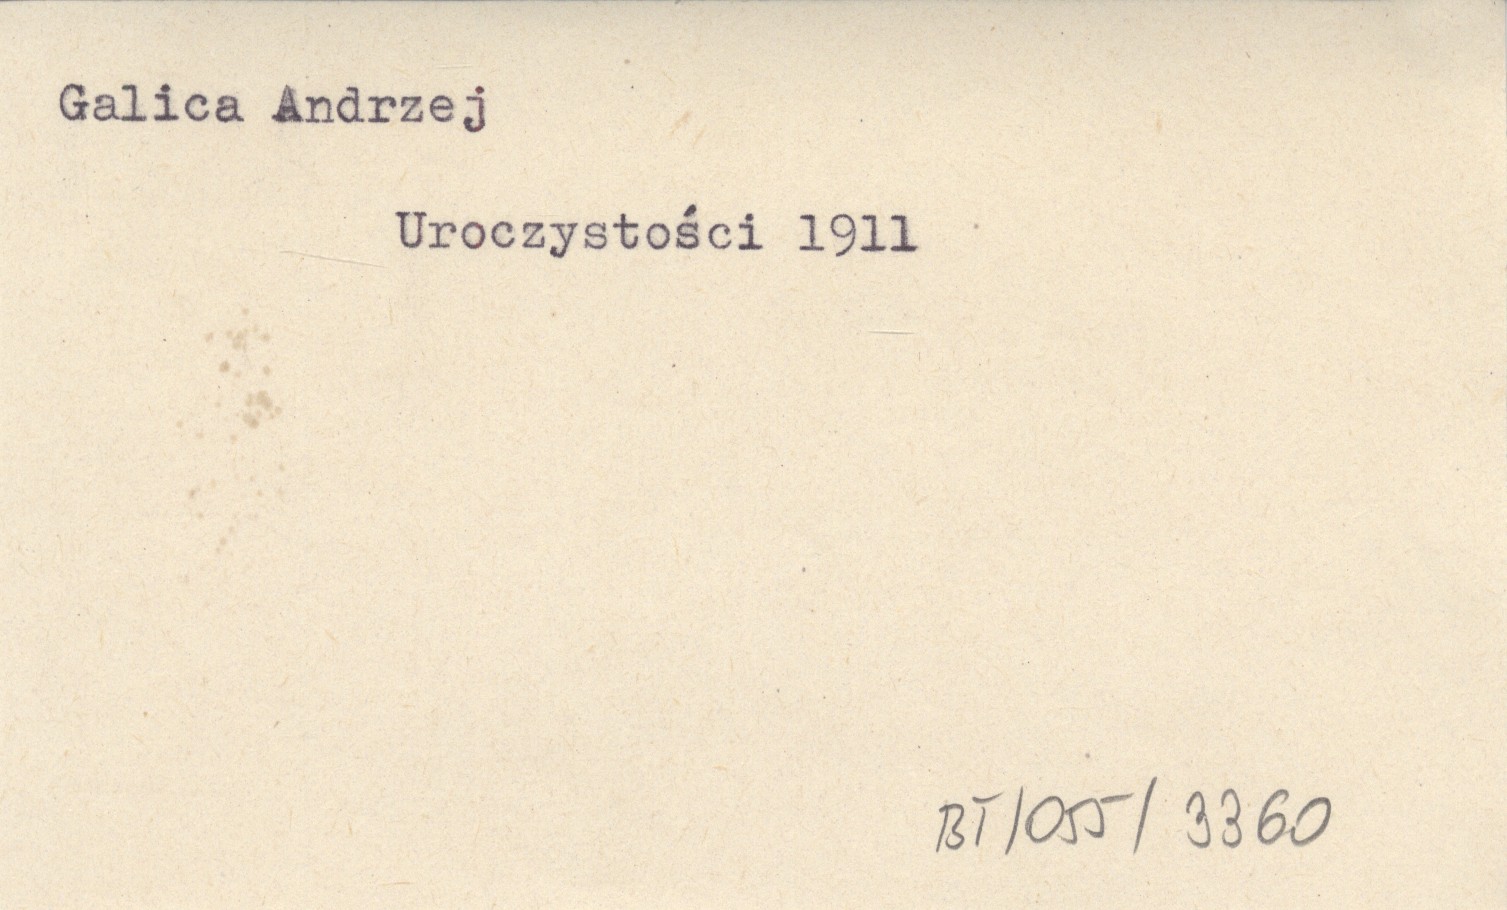 Galica Andrzej
Uroczystości 1911
BT/055/3360